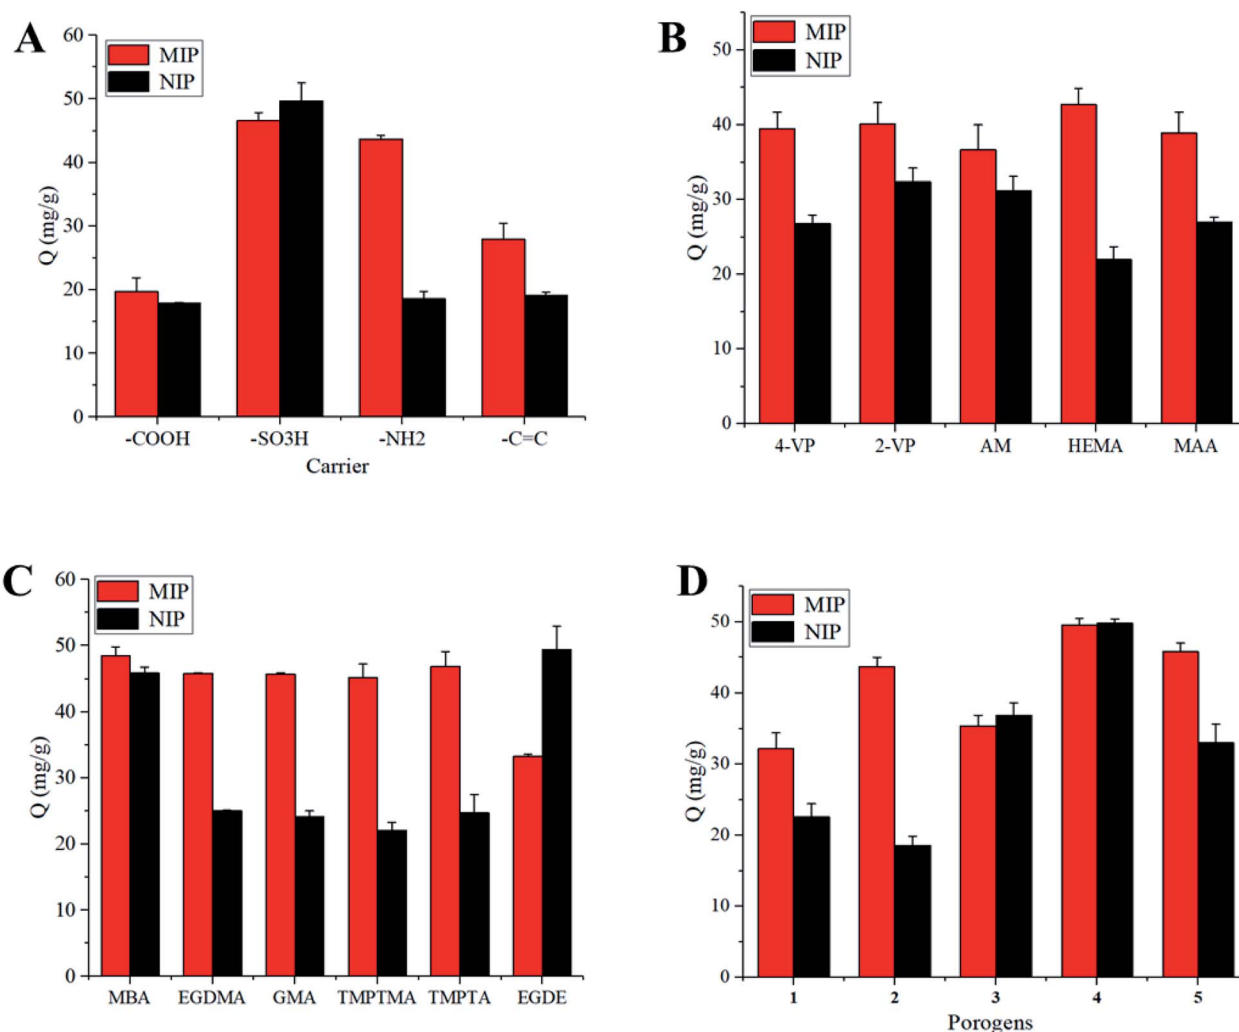 A
MIP
NIP
60
50
40
30
20
10
0
Q (mg/g)
-COOH -SO3H -NH2 -C=C
Carrier
B
MIP
NIP
50
40
30
20
10
0
Q (mg/g)
4-VP 2-VP AM HEMA MAA
C
MIP
NIP
60
50
40
30
20
10
0
Q (mg/g)
MBA EGDMA GMA TMPTMA TMPTA EGDE
D
MIP
NIP
50
40
30
20
10
0
Q (mg/g)
1 2 3 4 5
Porogens